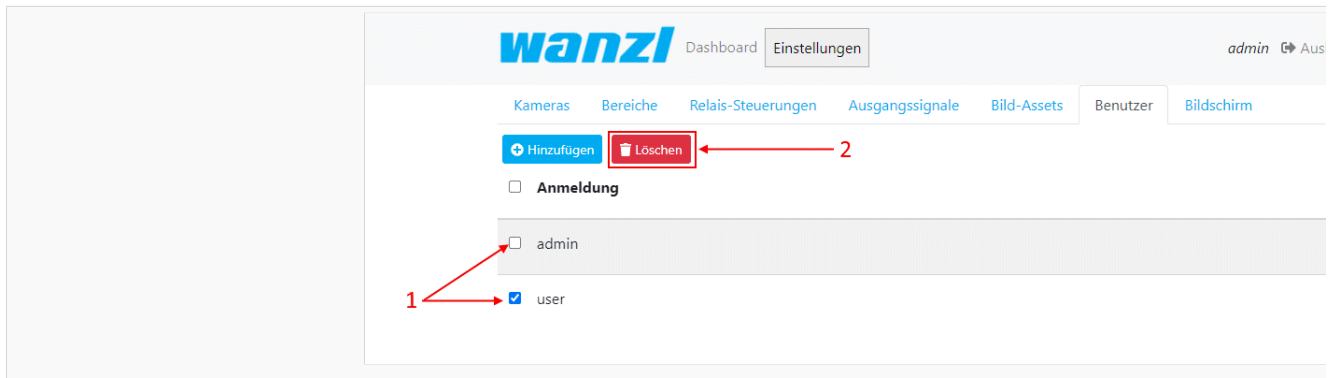 wanzl Dashboard Einstellungen admin Aus
Kameras Bereiche Relais-Steuerungen Ausgangssignale Bild-Assets Benutzer Bildschirm
Hinzufügen Löschen 2
Anmeldung
admin
1 user